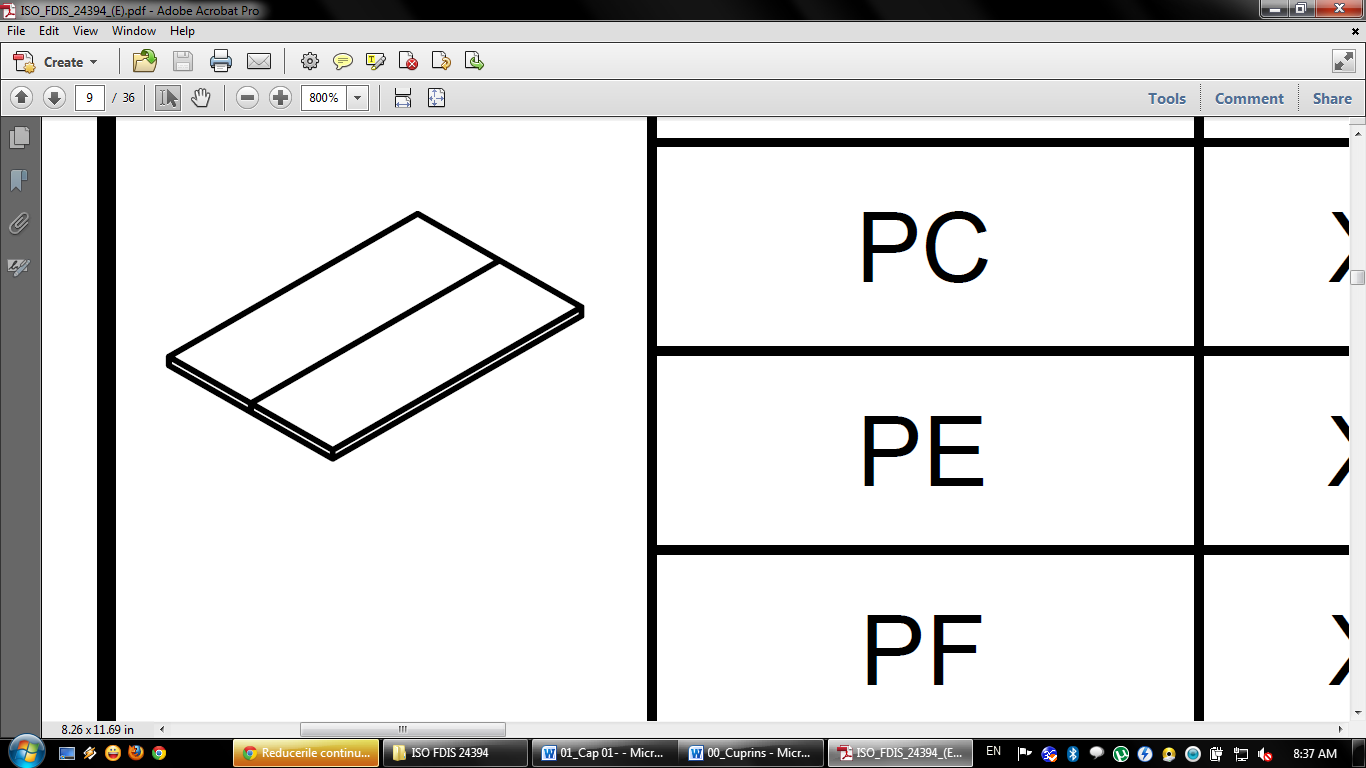 ISO_FDIS_24394_(E).pdf - Adobe Acrobat Pro
File Edit View Window Help
Create
9 / 36 800% Tools Comment Share
PC X
PE X
PF X
8.26 x 11.69 in
Reducerile continu... ISO FDIS 24394 01_Cap 01- - Micr... 00_Cuprins - Micr... ISO_FDIS_24394_(E... EN 8:37 AM